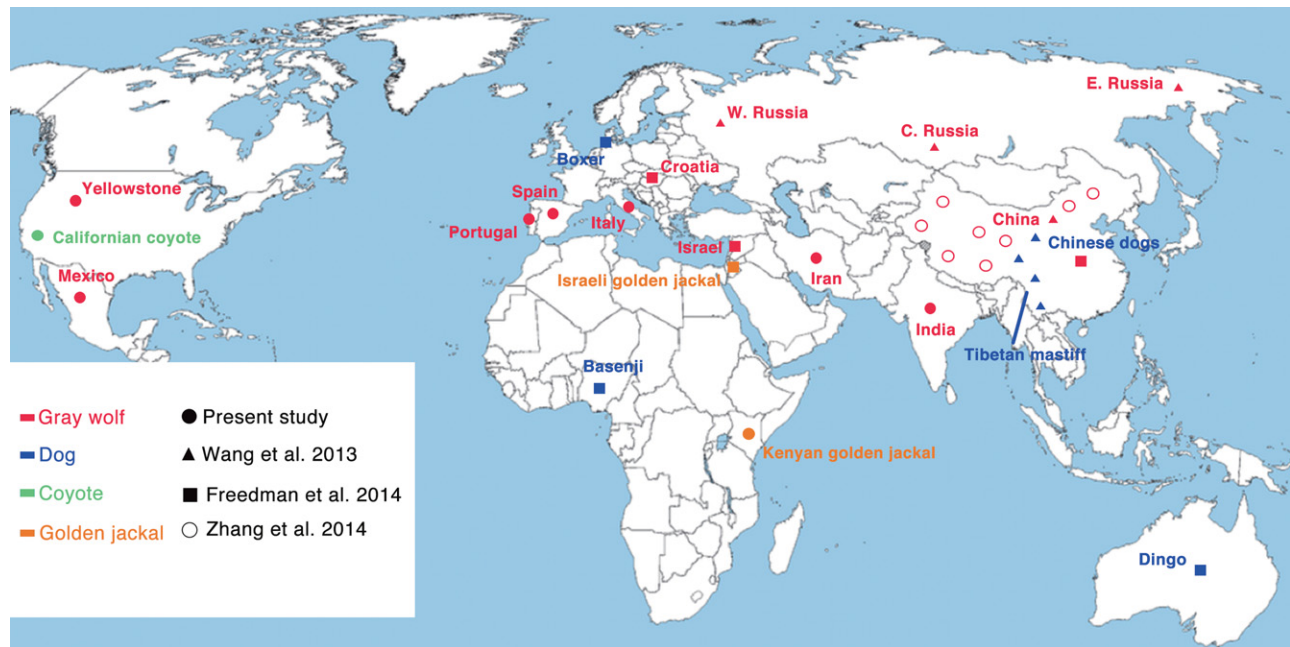 E. Russia
W. Russia
C. Russia
Boxer
Croatia
Yellowstone
Spain
Portugal
Italy
China
Californian coyote
Israel
Chinese dogs
Mexico
Israeli golden jackal
Iran
India
Tibetan mastiff
Basenji
Kenyan golden jackal
Dingo
Gray wolf
Present study
Dog
Wang et al. 2013
Coyote
Freedman et al. 2014
Golden jackal
Zhang et al. 2014